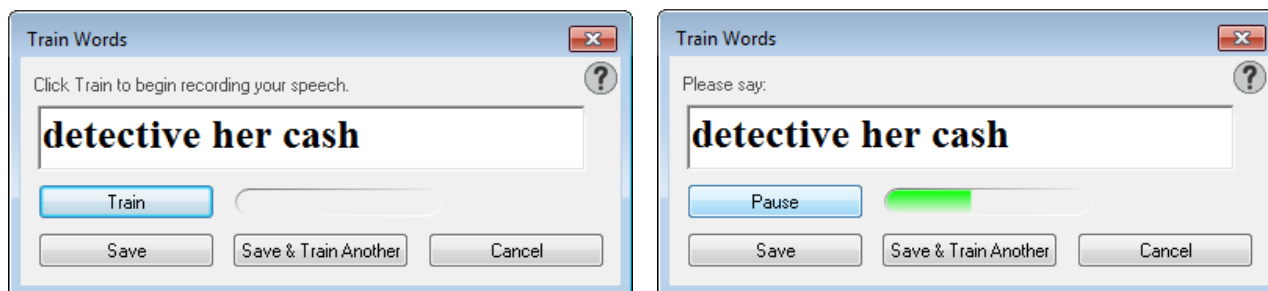 Train Words
Click Train to begin recording your speech.
?
detective her cash
Train
Save Save & Train Another Cancel
Train Words
Please say:
?
detective her cash
Pause
Save Save & Train Another Cancel